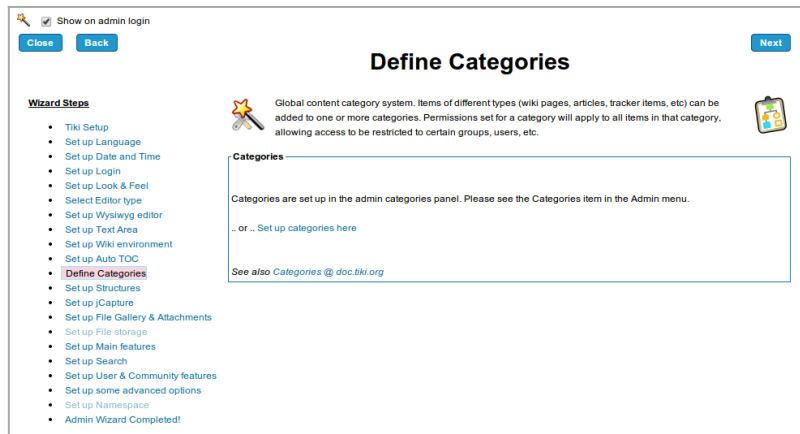 Show on admin login
Close
Back
Next
Define Categories
Wizard Steps
Tiki Setup
Set up Language
Set up Date and Time
Set up Login
Set up Look & Feel
Select Editor type
Set up Wysiwyg editor
Set up Text Area
Set up Wiki environment
Set up Auto TOC
Define Categories
Set up Structures
Set up jCapture
Set up File Gallery & Attachments
Set up File storage
Set up Main features
Set up Search
Set up User & Community features
Set up some advanced options
Set up Namespace
Admin Wizard Completed!
Global content category system. Items of different types (wiki pages, articles, tracker items, etc) can be
added to one or more categories. Permissions set for a category will apply to all items in that category,
allowing access to be restricted to certain groups, users, etc.
Categories
Categories are set up in the admin categories panel. Please see the Categories item in the Admin menu.
.. or .. Set up categories here
See also Categories @ doc.tiki.org